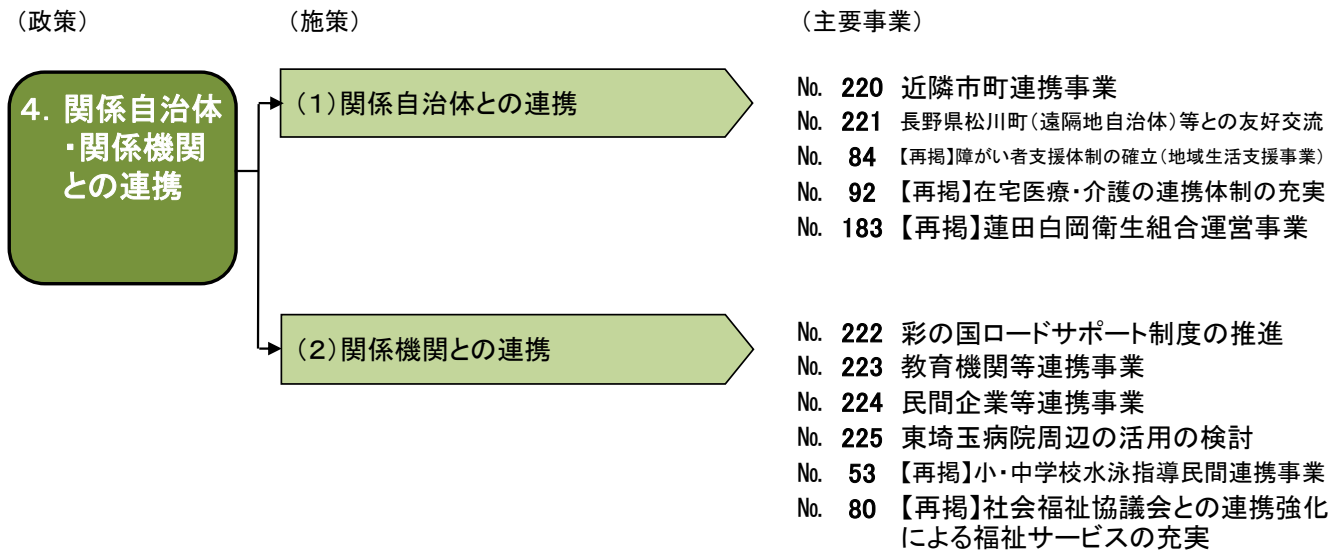 （政策）
（施策）
（主要事業）
４．関係自治体
・関係機関
との連携
（１）関係自治体との連携
№ 220 近隣市町連携事業
№ 221 長野県松川町（遠隔地自治体）等との友好交流
№ 84 【再掲】障がい者支援体制の確立（地域生活支援事業）
№ 92 【再掲】在宅医療・介護の連携体制の充実
№ 183 【再掲】蓮田白岡衛生組合運営事業
（２）関係機関との連携
№ 222 彩の国ロードサポート制度の推進
№ 223 教育機関等連携事業
№ 224 民間企業等連携事業
№ 225 東埼玉病院周辺の活用の検討
№ 53 【再掲】小・中学校水泳指導民間連携事業
№ 80 【再掲】社会福祉協議会との連携強化
による福祉サービスの充実